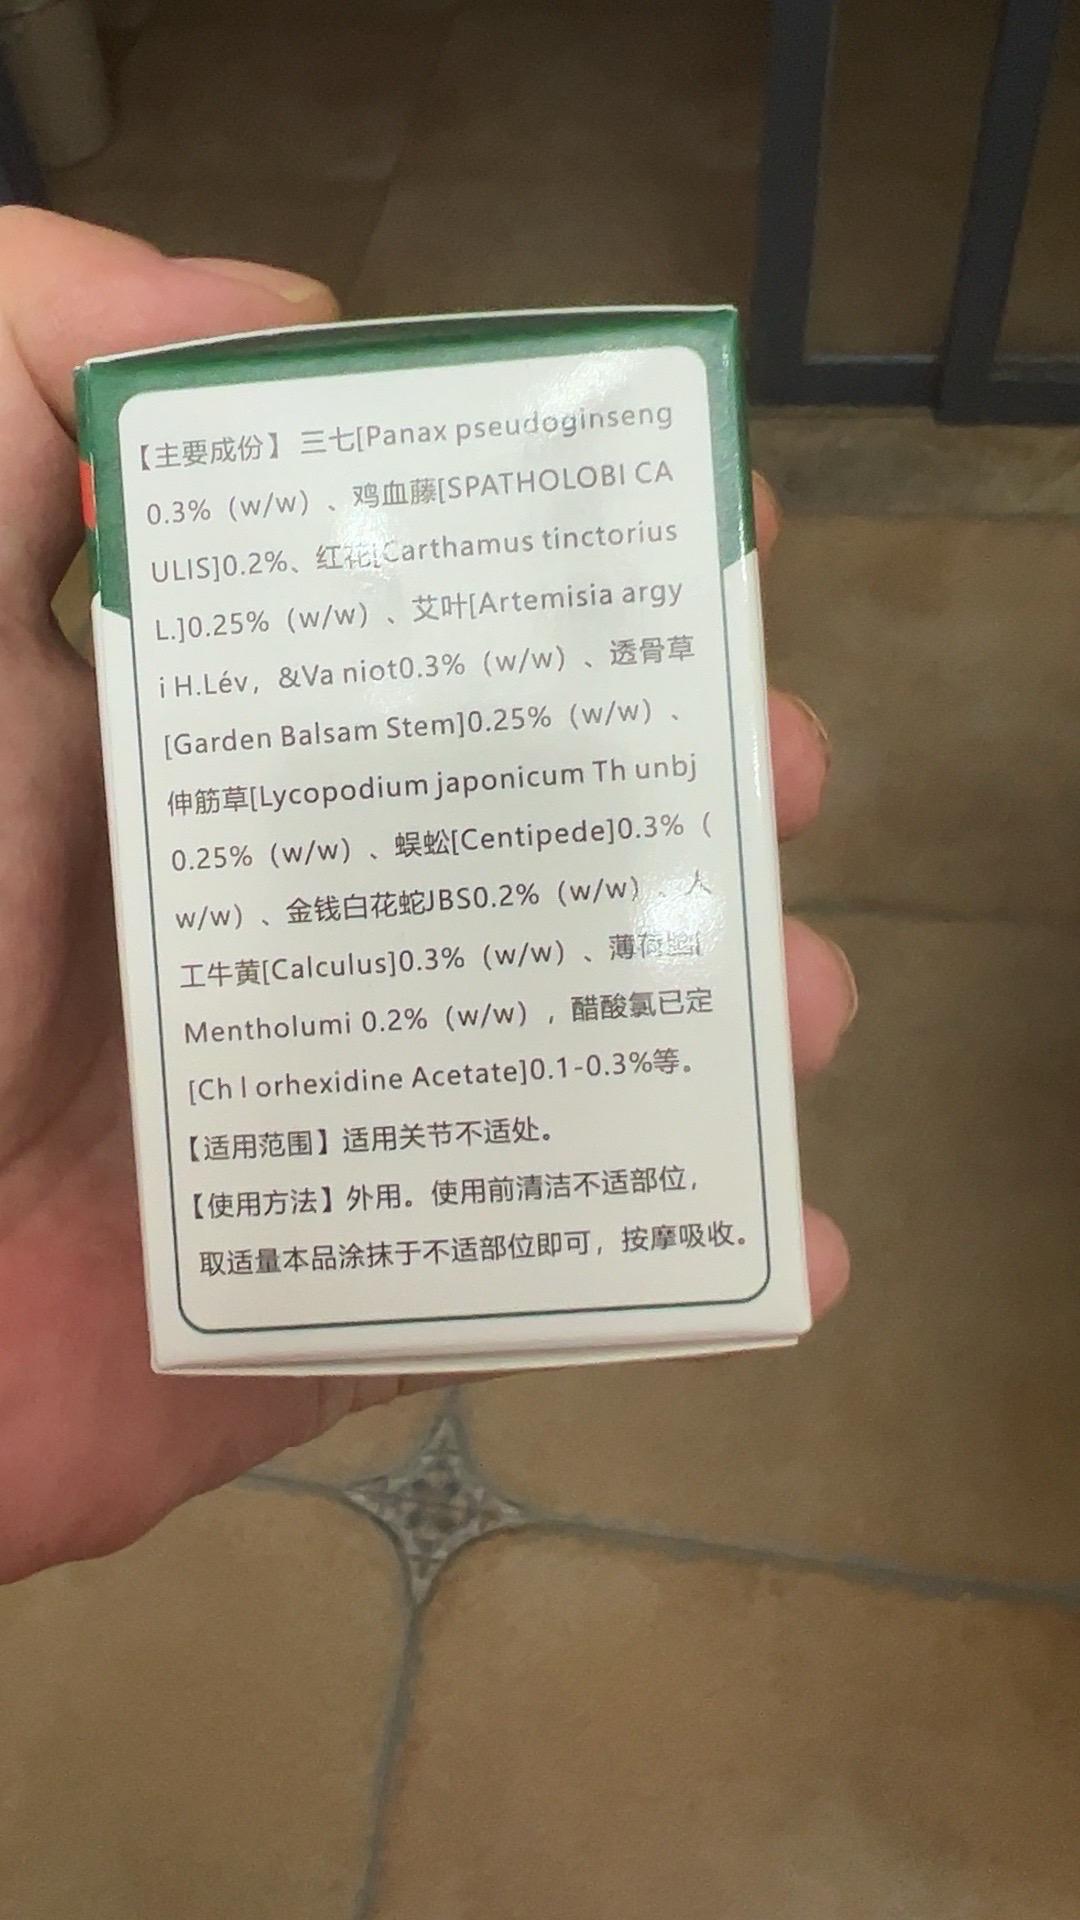 【主要成份】三七[Panax pseudoginseng
0.3%（w/w）、鸡血藤[SPATHOLOBI CA
ULIS]0.2%、红花[Carthamus tinctorius
L.]0.25%（w/w）、艾叶[Artemisia argy
i H.Lév，&Va niot0.3%（w/w）、透骨草
[Garden Balsam Stem]0.25%（w/w）、
伸筋草[Lycopodium japonicum Th unbj
0.25%（w/w）、蜈蚣[Centipede]0.3%（
w/w）、金钱白花蛇JBS0.2%（w/w）、人
工牛黄[Calculus]0.3%（w/w）、薄荷脑[
Mentholumi 0.2%（w/w）, 醋酸氯已定
[Ch l orhexidine Acetate]0.1-0.3%等。
【适用范围】适用关节不适处。
【使用方法】外用。使用前清洁不适部位，
取适量本品涂抹于不适部位即可，按摩吸收。